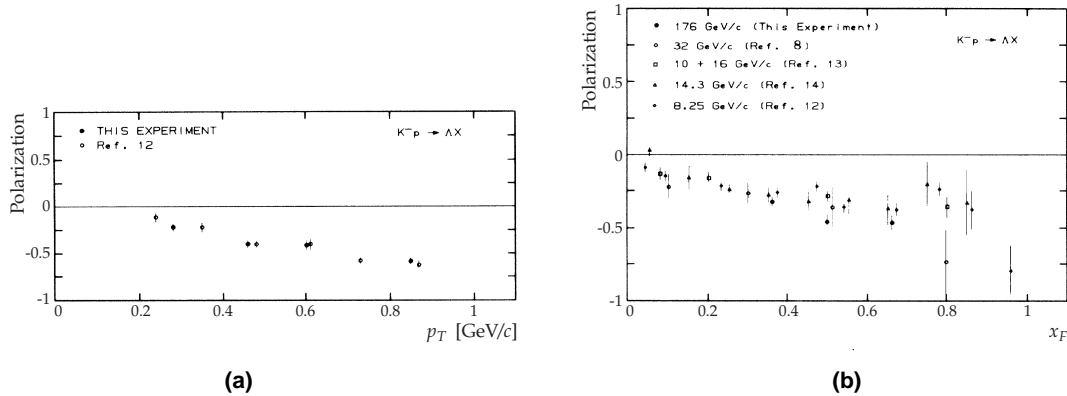 Polarization
1
0.5
0
-0.5
-1
THIS EXPERIMENT
Ref. 12
K⁻p → ΛX
0 0.2 0.4 0.6 0.8 1
p_T [GeV/c]
(a)
Polarization
1
0.5
0
-0.5
-1
176 GeV/c (This Experiment)
32 GeV/c (Ref. 8)
10 + 16 GeV/c (Ref. 13)
14.3 GeV/c (Ref. 14)
8.25 GeV/c (Ref. 12)
K⁻p → ΛX
0 0.2 0.4 0.6 0.8 1
x_F
(b)